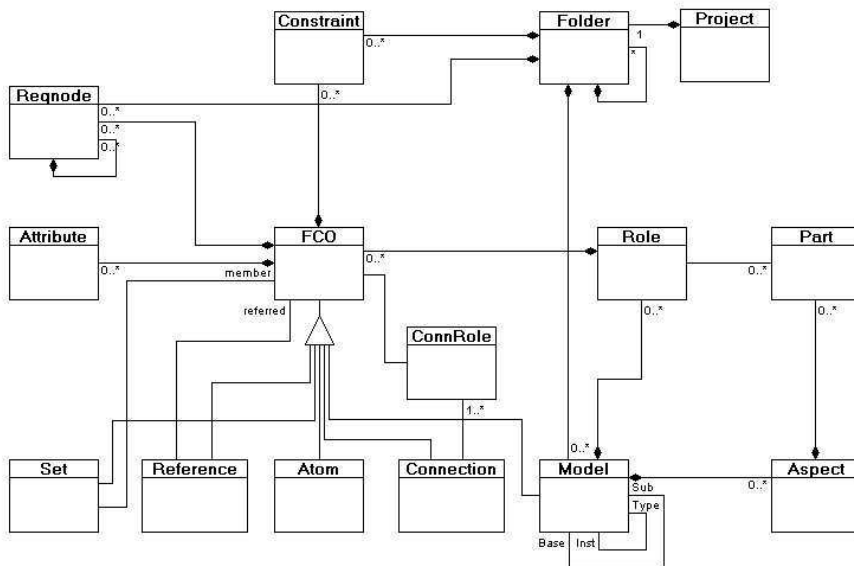 Constraint
Folder
Project
0..*
1
*
Reqnode
0..*
0..*
0..*
0..*
Attribute
FCO
Role
Part
0..*
member
0..*
0..*
referred
0..*
0..*
ConnRole
1..*
0..*
Set
Reference
Atom
Connection
Model
Aspect
Sub
0..*
Type
Base
Inst